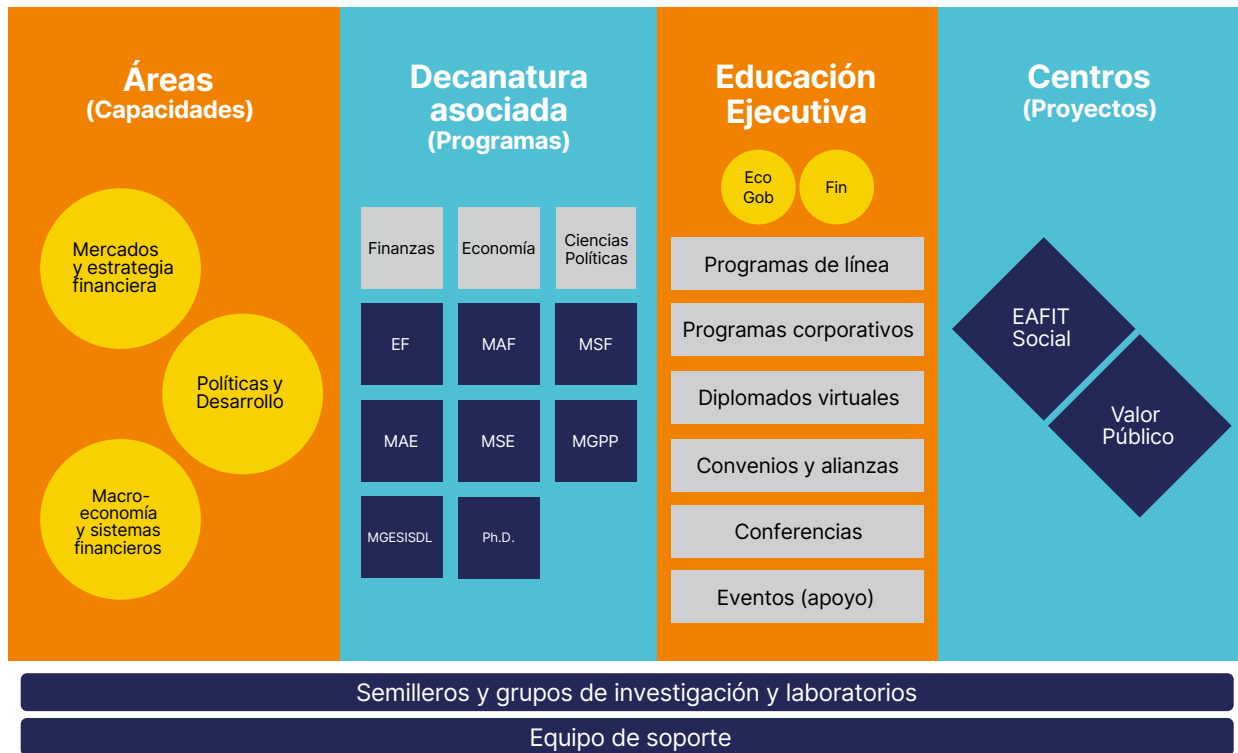 Áreas
(Capacidades)
Mercados
y estrategia
financiera
Políticas y
Desarrollo
Macro-
economía
y sistemas
financieros
Decanatura
asociada
(Programas)
Finanzas
Economía
Ciencias
Políticas
EF
MAF
MSF
MAE
MSE
MGPP
MGESISDL
Ph.D.
Educación
Ejecutiva
Eco
Gob
Fin
Programas de línea
Programas corporativos
Diplomados virtuales
Convenios y alianzas
Conferencias
Eventos (apoyo)
Centros
(Proyectos)
EAFIT
Social
Valor
Público
Semilleros y grupos de investigación y laboratorios
Equipo de soporte